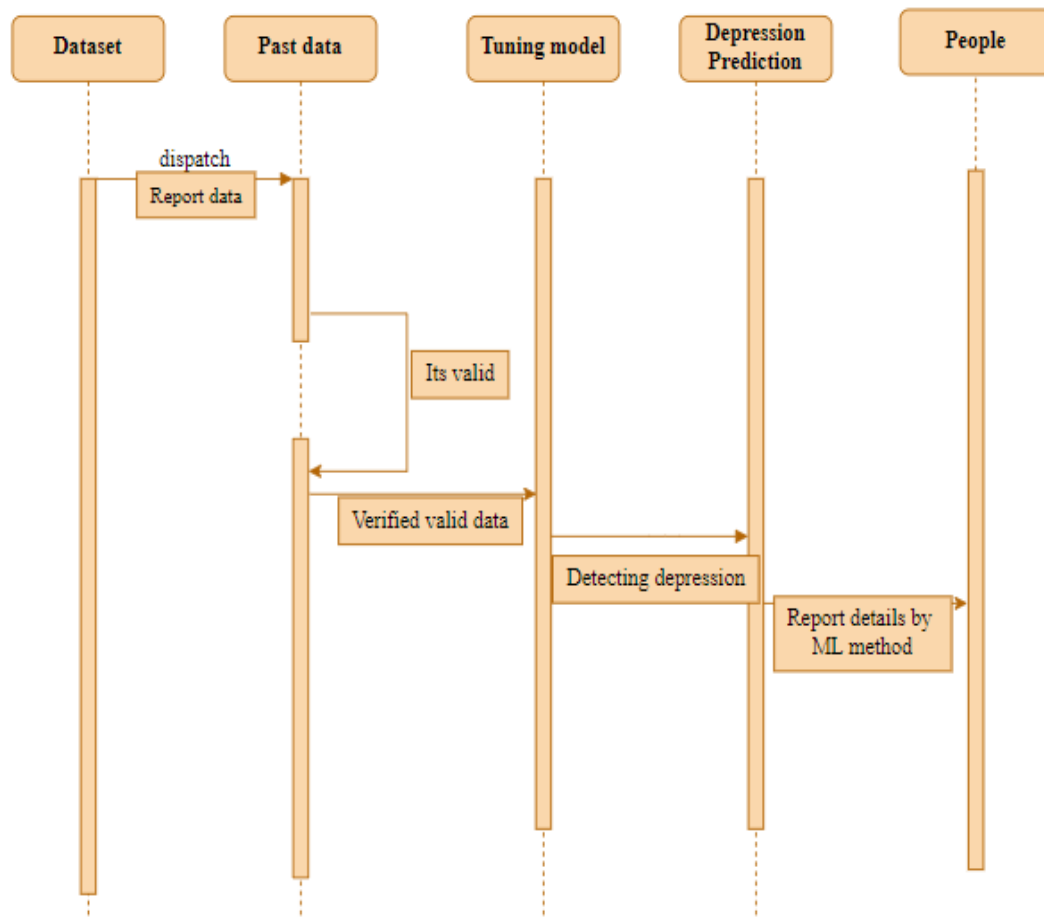 Dataset
Past data
Tuning model
Depression
Prediction
People
dispatch
Report data
Its valid
Verified valid data
Detecting depression
Report details by
ML method